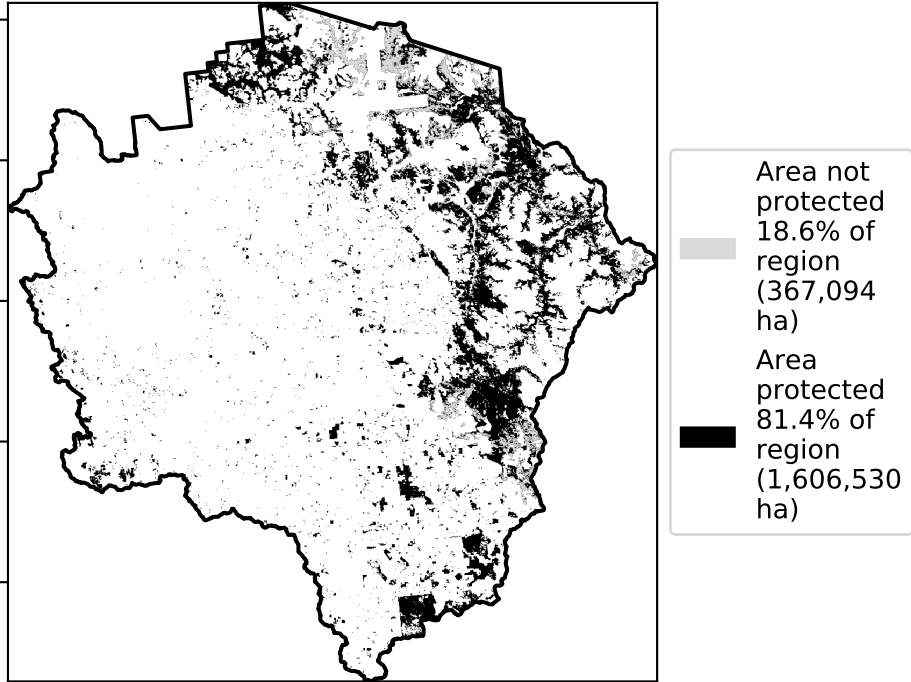 Area not
protected
18.6% of
region
(367,094
ha)
Area
protected
81.4% of
region
(1,606,530
ha)